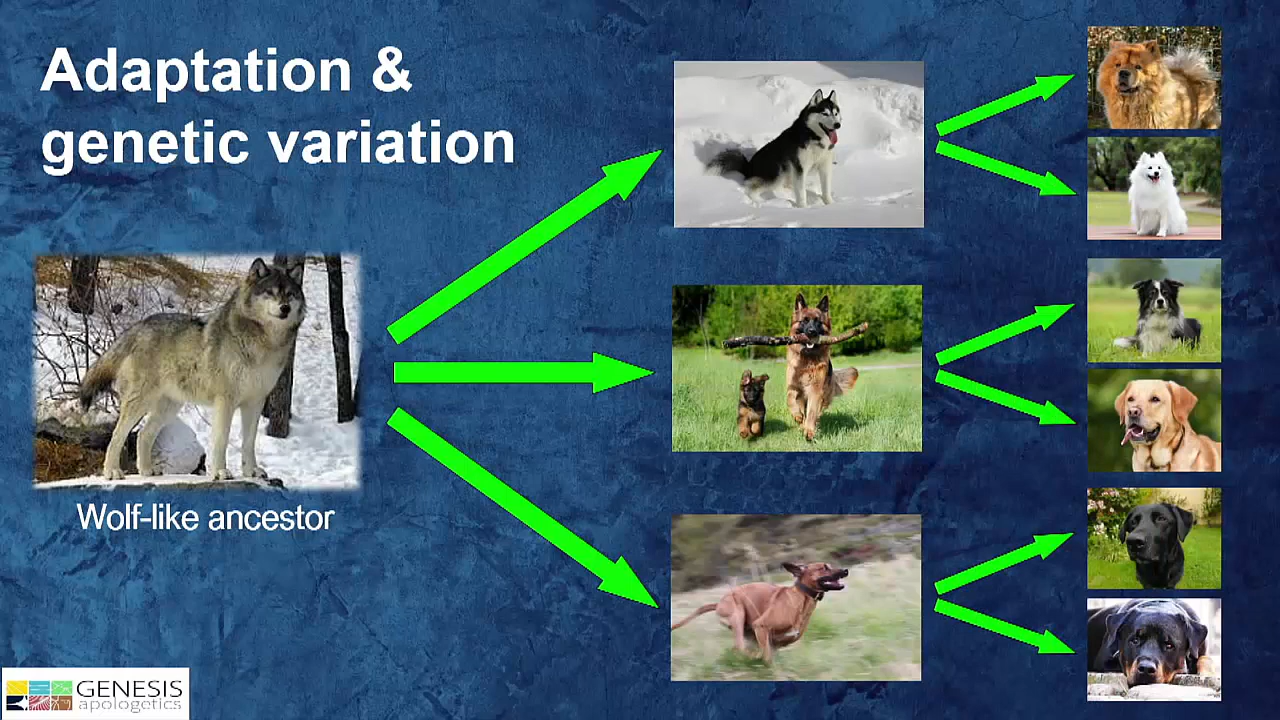 Adaptation &
genetic variation
Wolf-like ancestor
GENESIS
apologetics